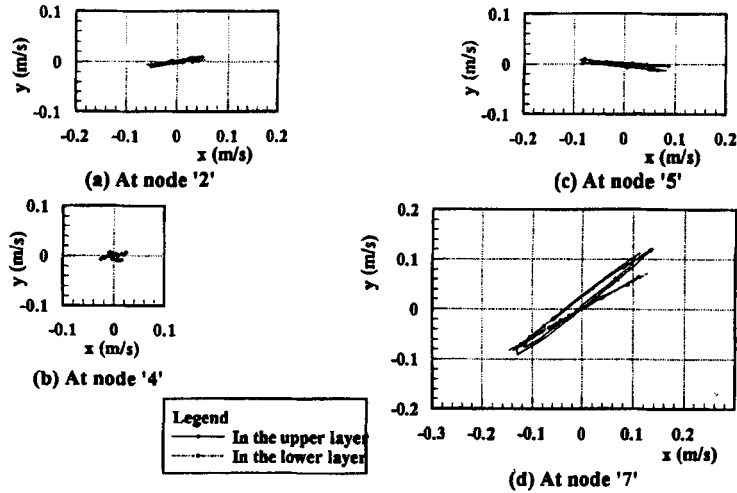 0.1
0
-0.1
y (m/s)
-0.2 -0.1 0 0.1 0.2
x (m/s)
(a) At node '2'
0.1
0
-0.1
y (m/s)
-0.2 -0.1 0 0.1 0.2
x (m/s)
(c) At node '5'
0.1
0
-0.1
y (m/s)
-0.1 0 0.1
x (m/s)
(b) At node '4'
0.2
0.1
0
-0.1
-0.2
y (m/s)
-0.3 -0.2 -0.1 0 0.1 0.2
x (m/s)
(d) At node '7'
Legend
In the upper layer
In the lower layer